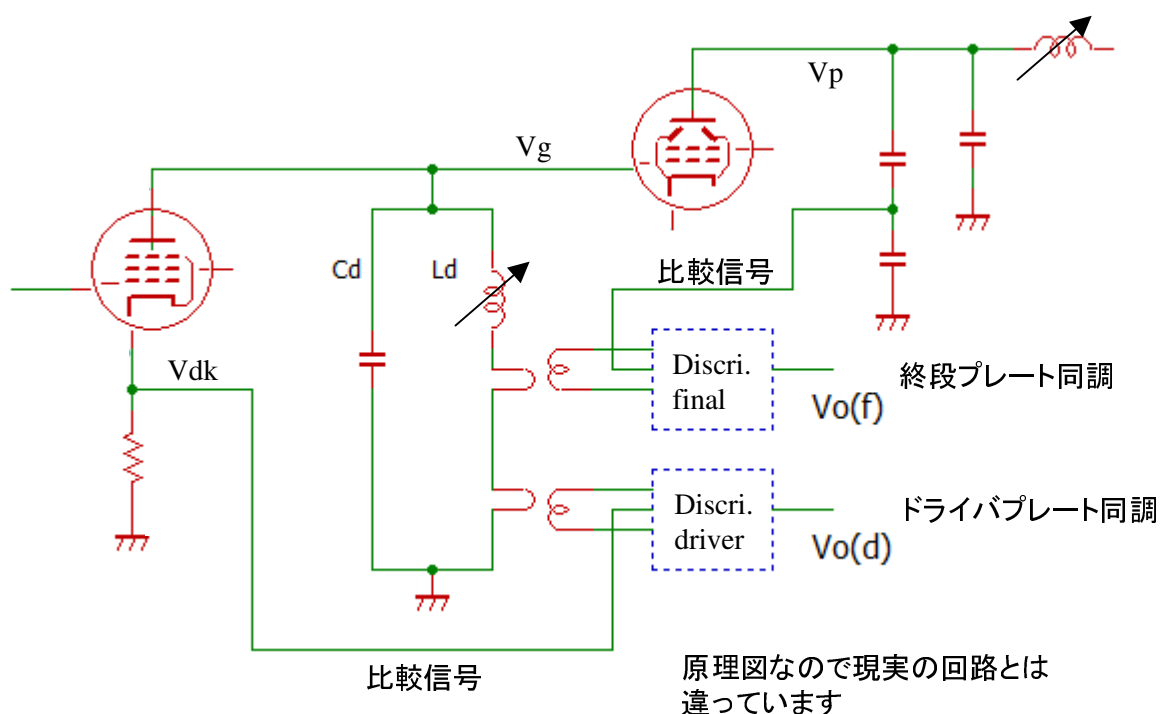 Vp
Vg
Cd
Ld
比較信号
Vdk
Discri.
final
終段プレート同調
Vo(f)
Discri.
driver
ドライバプレート同調
Vo(d)
比較信号
原理図なので現実の回路とは
違っています